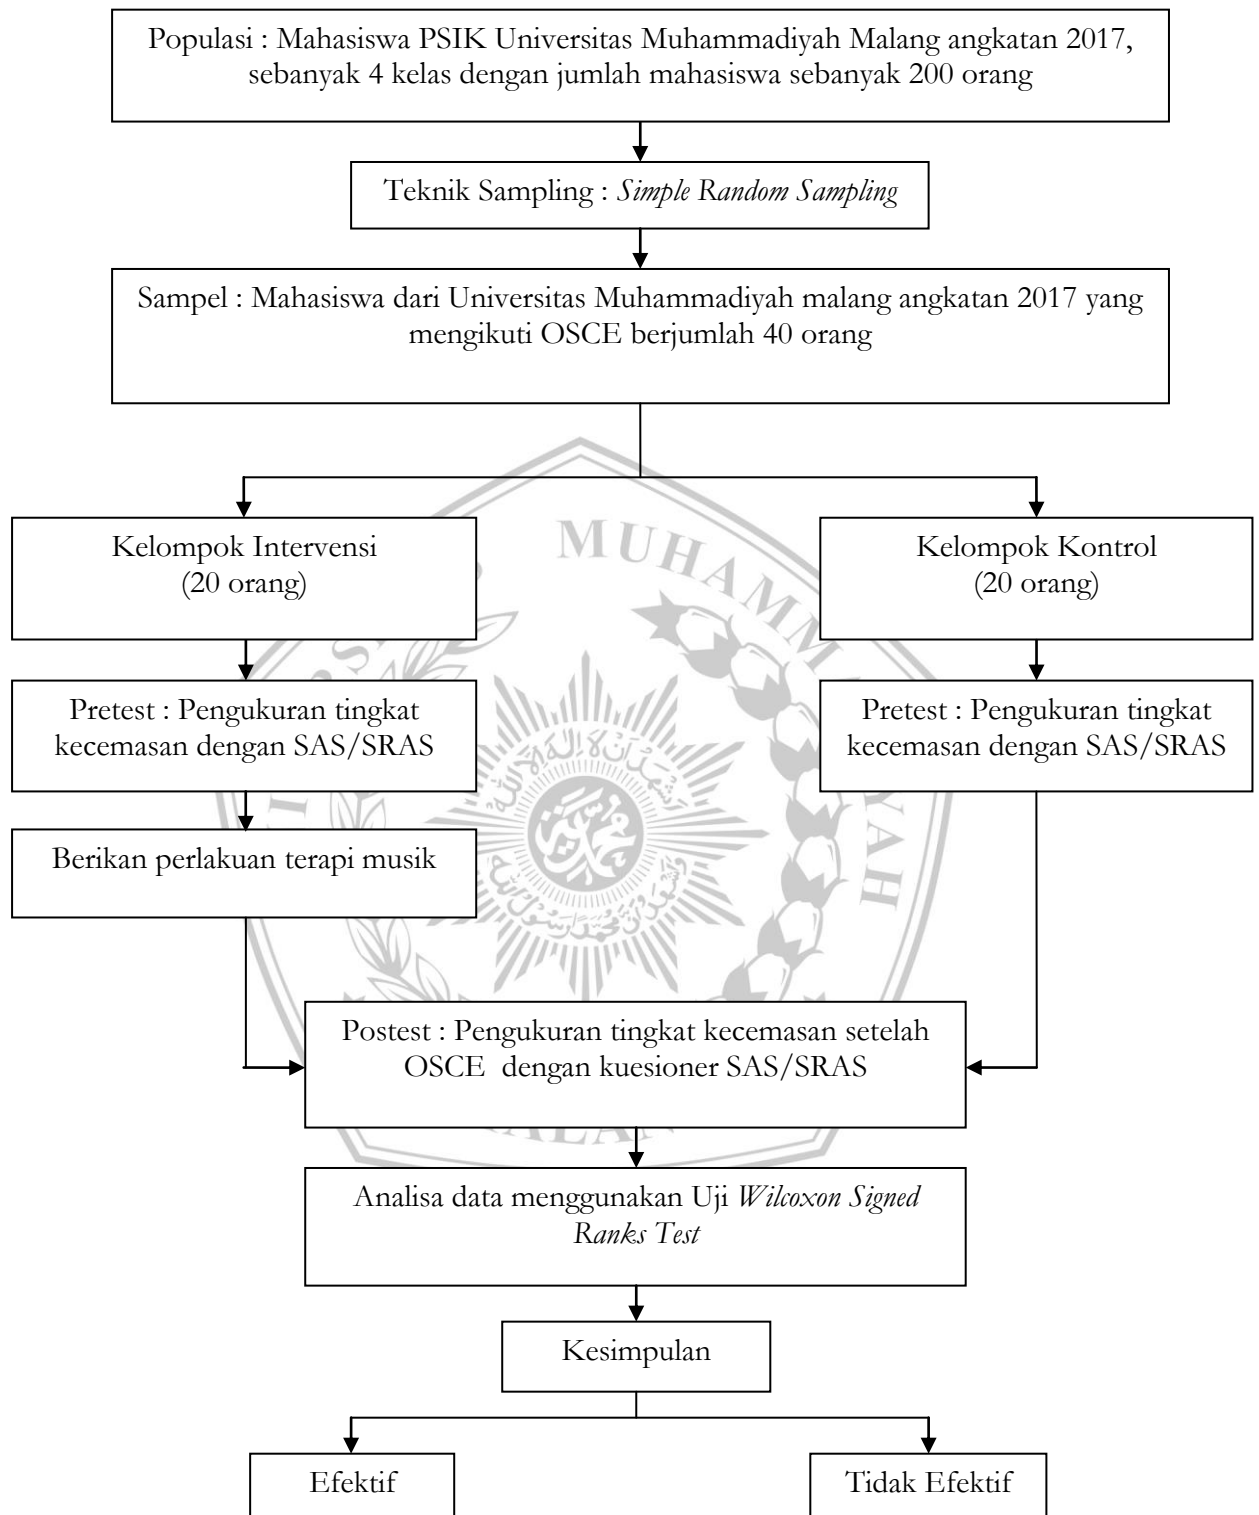 Populasi : Mahasiswa PSIK Universitas Muhammadiyah Malang angkatan 2017,
sebanyak 4 kelas dengan jumlah mahasiswa sebanyak 200 orang
Teknik Sampling : Simple Random Sampling
Sampel : Mahasiswa dari Universitas Muhammadiyah malang angkatan 2017 yang
mengikuti OSCE berjumlah 40 orang
Kelompok Intervensi
(20 orang)
Kelompok Kontrol
(20 orang)
Pretest : Pengukuran tingkat
kecemasan dengan SAS/SRAS
Pretest : Pengukuran tingkat
kecemasan dengan SAS/SRAS
Berikan perlakuan terapi musik
Postest : Pengukuran tingkat kecemasan setelah
OSCE dengan kuesioner SAS/SRAS
Analisa data menggunakan Uji Wilcoxon Signed
Ranks Test
Kesimpulan
Efektif
Tidak Efektif